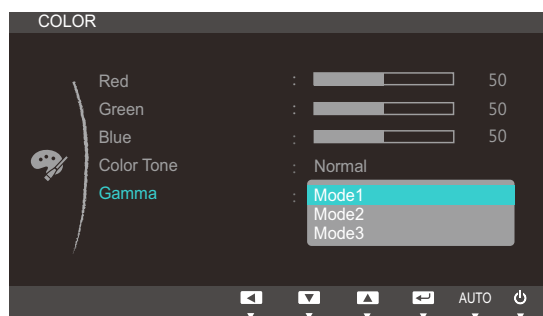 COLOR
Red : 50
Green : 50
Blue : 50
Color Tone : Normal
Gamma : Mode1
Mode2
Mode3
AUTO